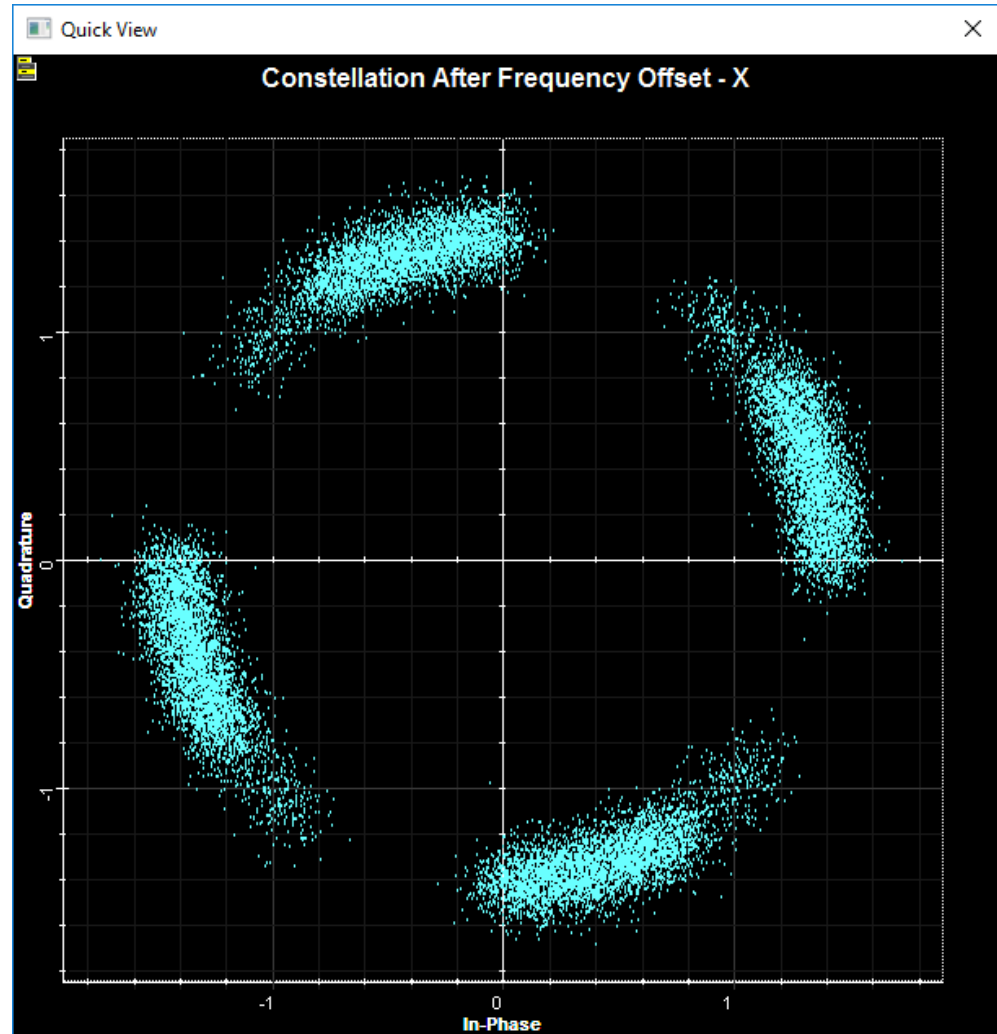 Quick View
Constellation After Frequency Offset - X
1
0
-1
Quadrature
-1
0
1
In-Phase